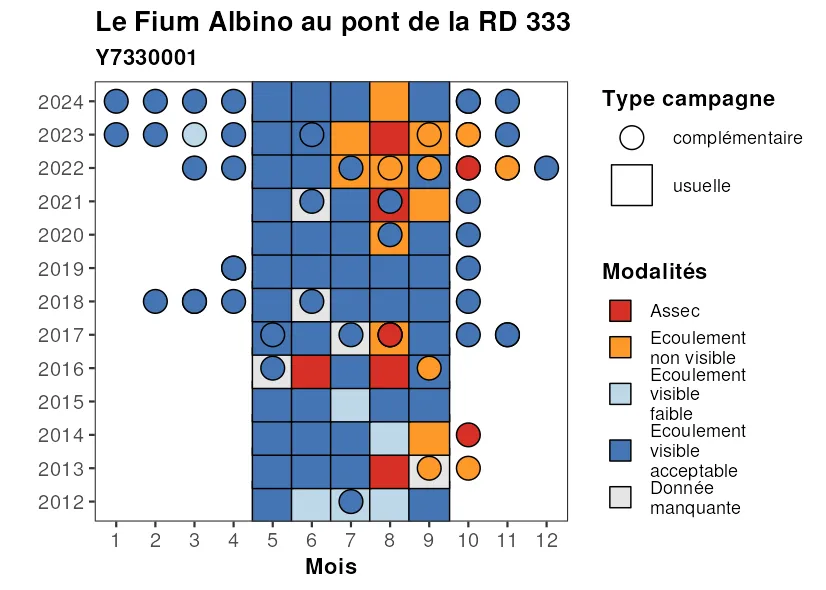 Le Fium Albino au pont de la RD 333
Y7330001
2024
2023
2022
2021
2020
2019
2018
2017
2016
2015
2014
2013
2012
1 2 3 4 5 6 7 8 9 10 11 12
Mois
Type campagne
complémentaire
usuelle
Modalités
Assec
Ecoulement
non visible
Ecoulement
visible
faible
Ecoulement
visible
acceptable
Donnée
manquante